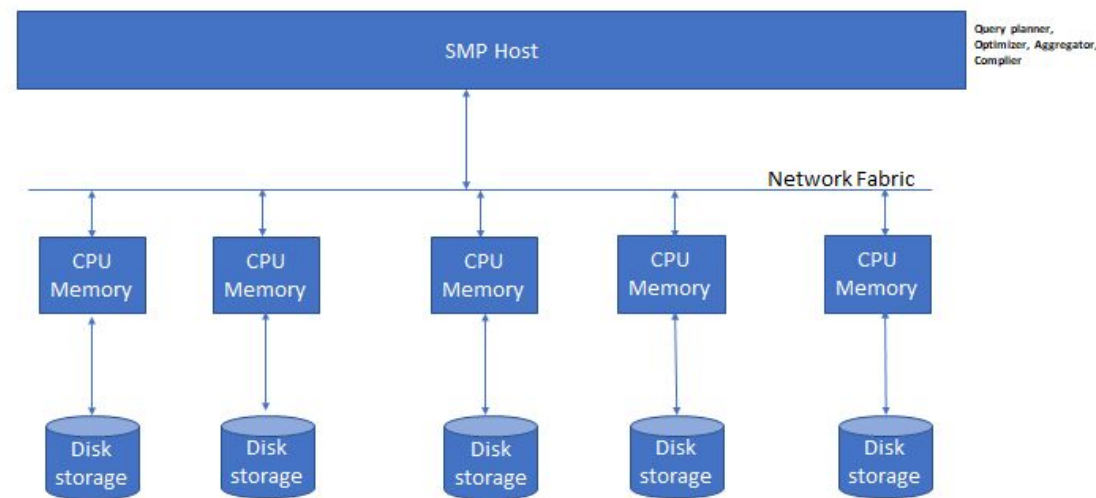 SMP Host
Query planner,
Optimizer, Aggregator,
Complier
Network Fabric
CPU
Memory
CPU
Memory
CPU
Memory
CPU
Memory
CPU
Memory
Disk
storage
Disk
storage
Disk
storage
Disk
storage
Disk
storage